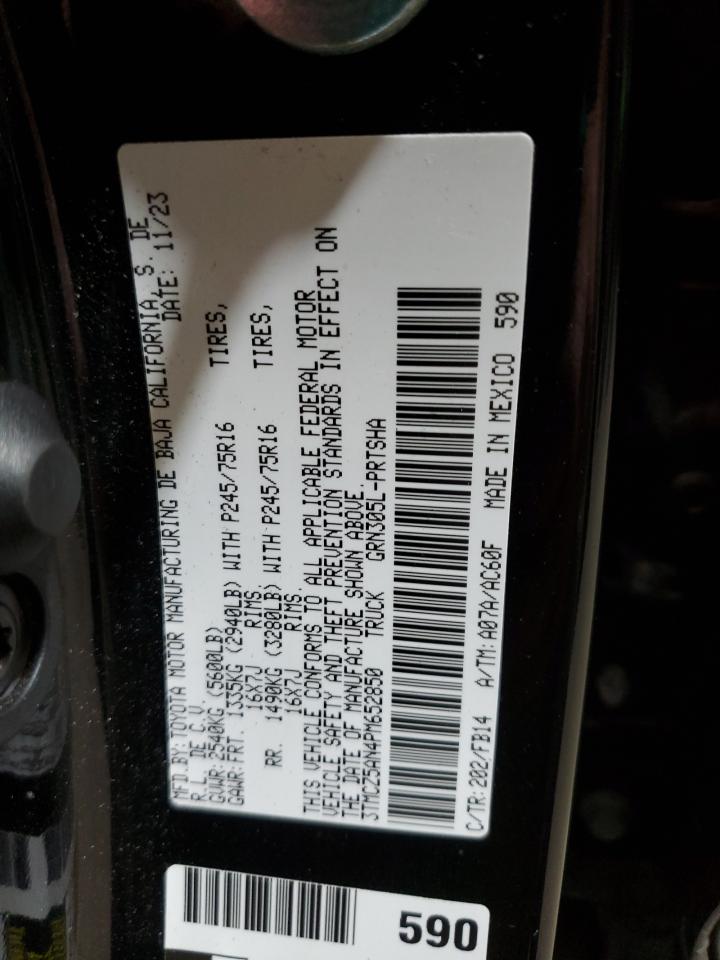 MFD.BY:TOYOTA MOTOR MANUFACTURING DE BAJA CALIFORNIA, S. DE
R.L. DE C.V. DATE: 11/23
GVWR: 2540KG (5600LB)
GAWR:FRT. 1335KG (2940LB) WITH P245/75R16 TIRES,
16X7J RIMS.
RR. 1490KG (3280LB) WITH P245/75R16 TIRES,
16X7J RIMS.
THIS VEHICLE CONFORMS TO ALL APPLICABLE FEDERAL MOTOR
VEHICLE SAFETY AND THEFT PREVENTION STANDARDS IN EFFECT ON
THE DATE OF MANUFACTURE SHOWN ABOVE.
3TMCZ5AN4PM652850 TRUCK GRN305L-PRTSHA
C/TR:202/FB14 A/TM:A07A/AC60F MADE IN MEXICO 590
590